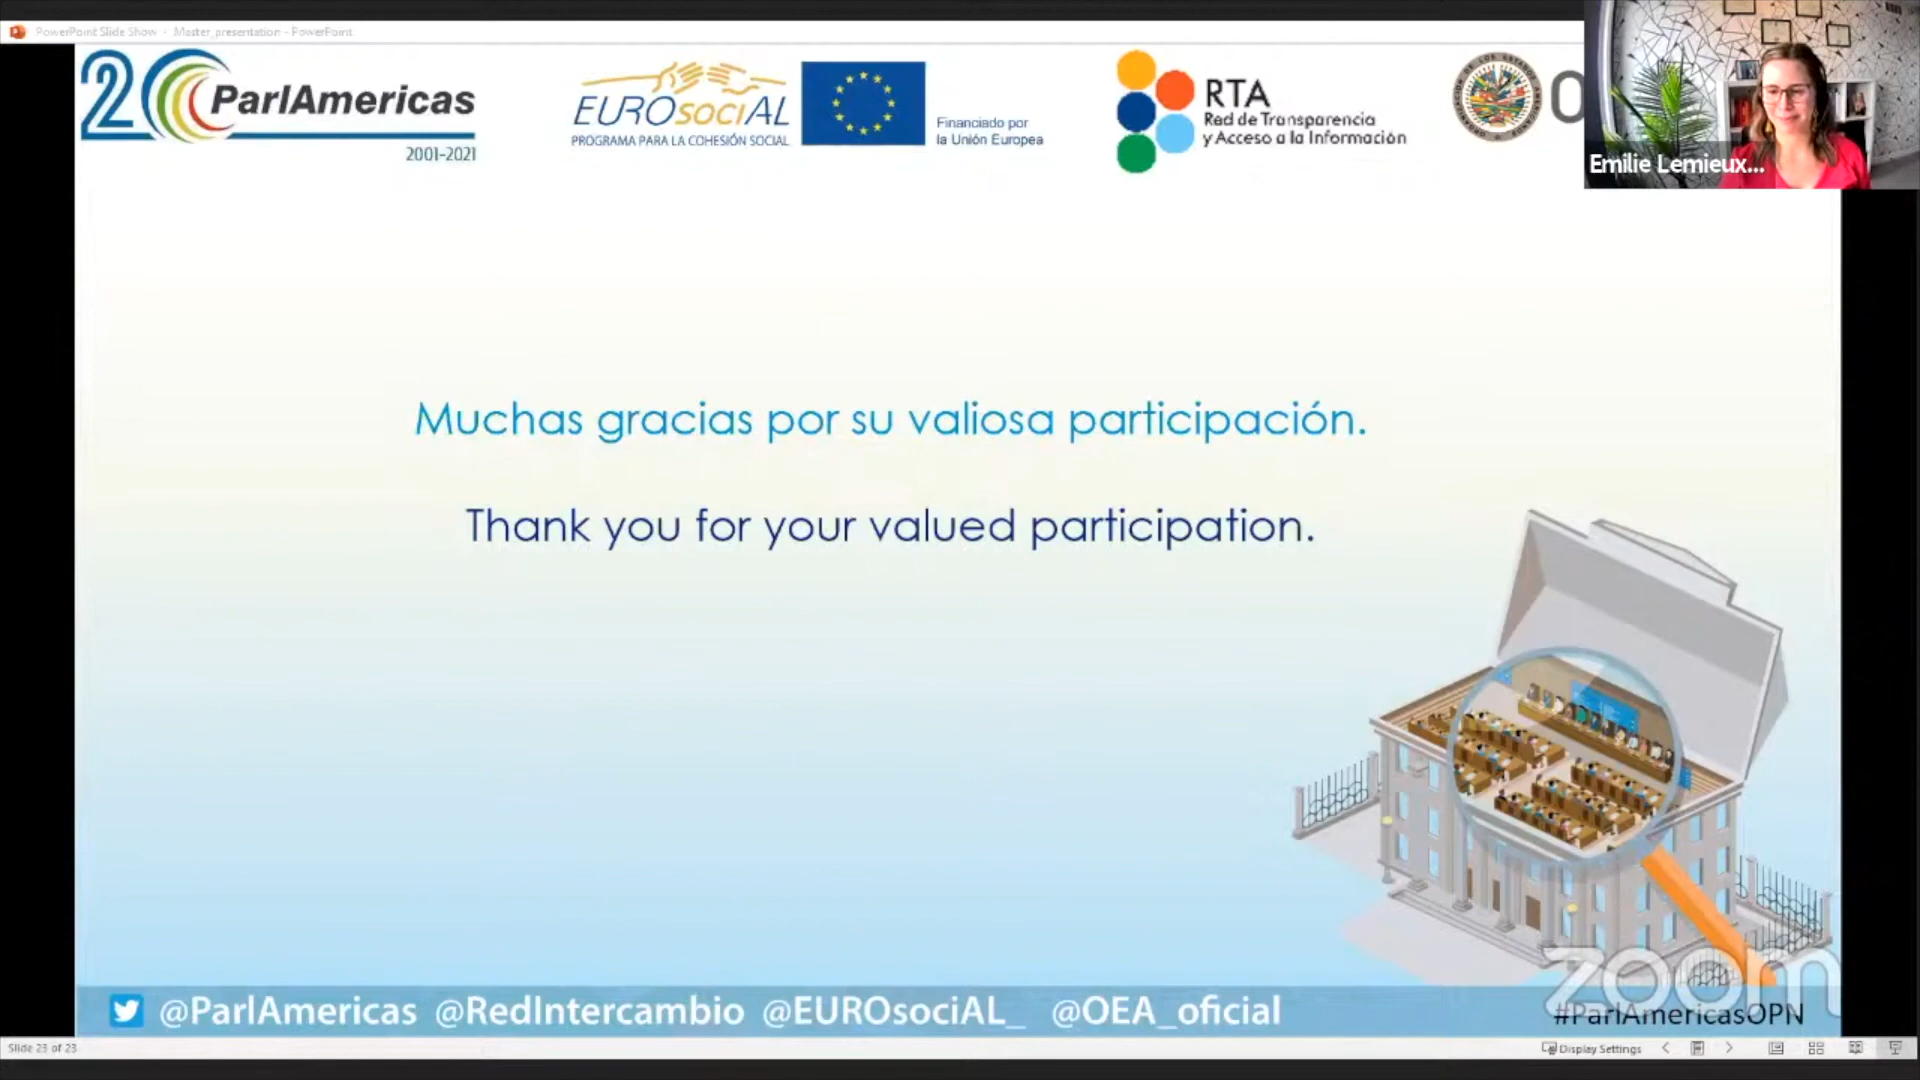 PowerPoint Slide Show - Master_presentation - PowerPoint
20 ParlAmericas
2001-2021
EUROsociAL
PROGRAMA PARA LA COHESIÓN SOCIAL
Financiado por
la Unión Europea
RTA
Red de Transparencia
y Acceso a la Información
O
Emilie Lemieux...
Muchas gracias por su valiosa participación.
Thank you for your valued participation.
zoom
@ParlAmericas @RedIntercambio @EUROsociAL_ @OEA_oficial
#ParlAmericasOPN
Slide 23 of 23
Display Settings